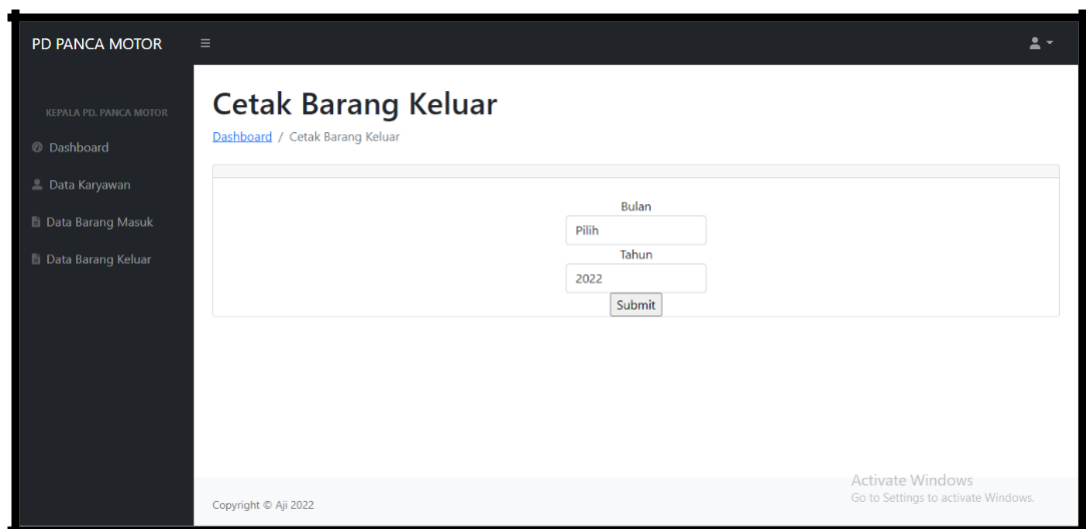 PD PANCA MOTOR
KEPALA PD. PANCA MOTOR
Dashboard
Data Karyawan
Data Barang Masuk
Data Barang Keluar
Cetak Barang Keluar
Dashboard / Cetak Barang Keluar
Bulan
Pilih
Tahun
2022
Submit
Activate Windows
Go to Settings to activate Windows.
Copyright © Aji 2022